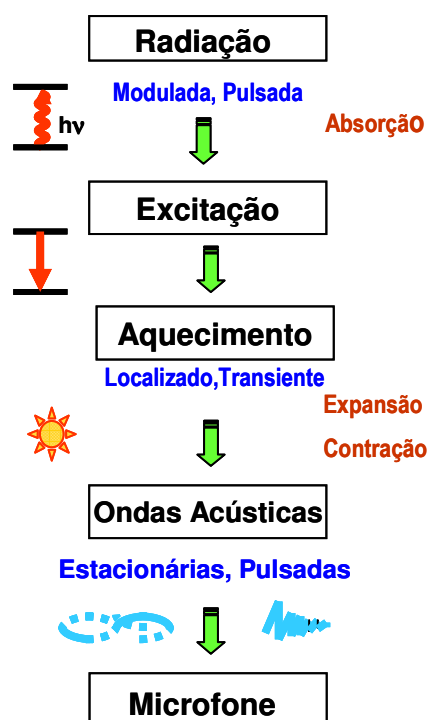 Radiação
Modulada, Pulsada
hν
Absorção
Excitação
Aquecimento
Localizado,Transiente
Expansão
Contração
Ondas Acústicas
Estacionárias, Pulsadas
Microfone